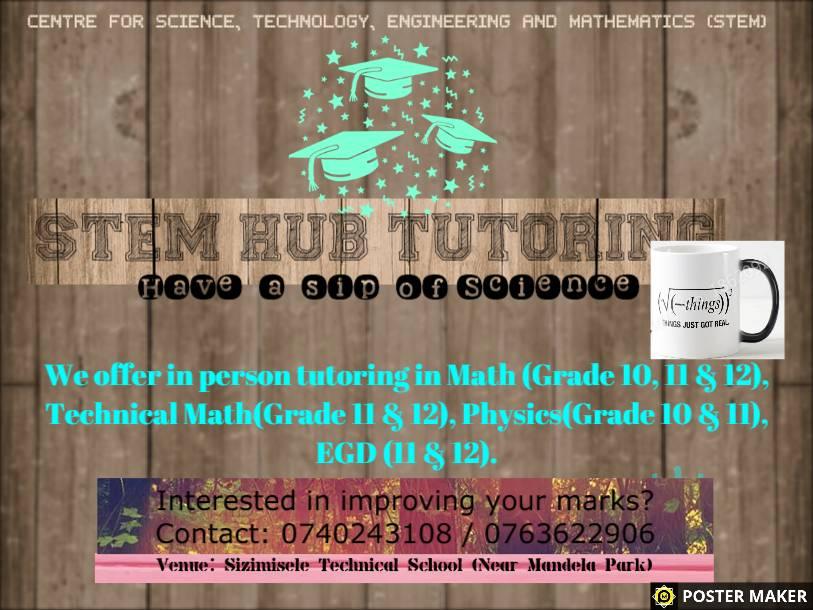 CENTRE FOR SCIENCE, TECHNOLOGY, ENGINEERING AND MATHEMATICS (STEM)
STEM HUB TUTORING
Have a sip of Science
(√(-things))²
THINGS JUST GOT REAL.
We offer in person tutoring in Math (Grade 10, 11 & 12),
Technical Math(Grade 11 & 12), Physics(Grade 10 & 11),
EGD (11 & 12).
Interested in improving your marks?
Contact: 0740243108 / 0763622906
Venue: Sizimisele Technical School (Near Mandela Park)
POSTER MAKER